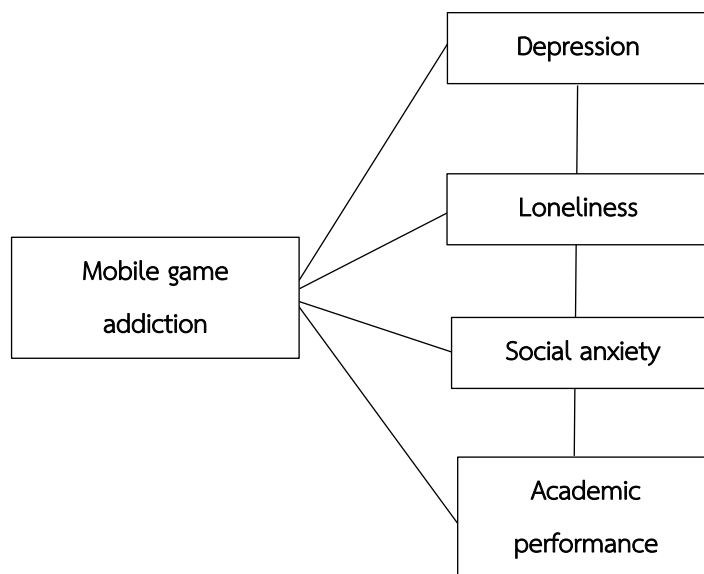 Depression
Loneliness
Mobile game
addiction
Social anxiety
Academic
performance